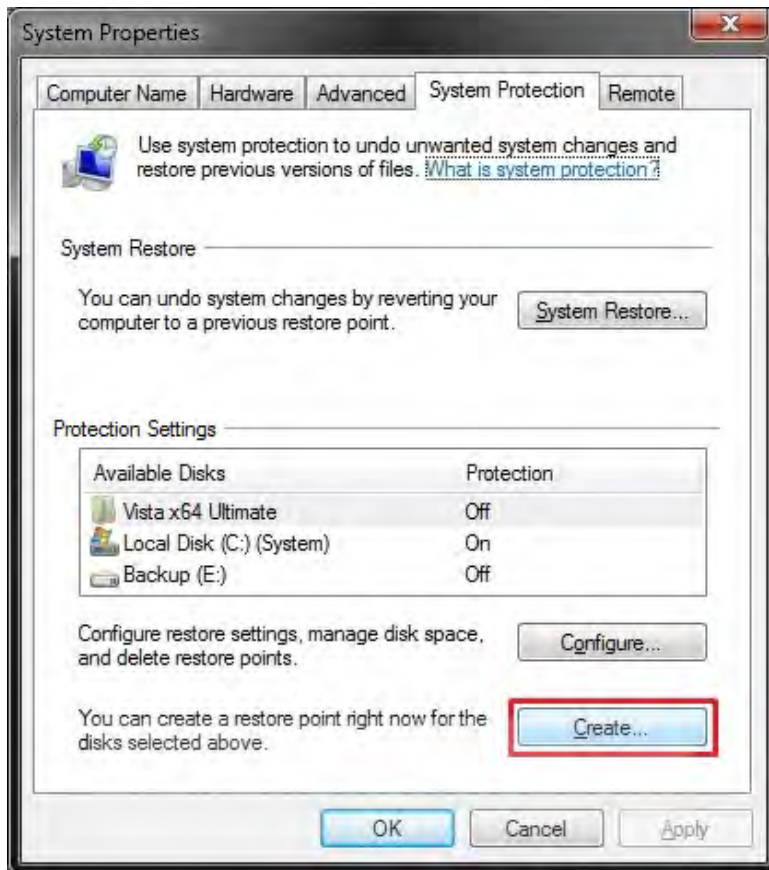 System Properties
Computer Name
Hardware
Advanced
System Protection
Remote
Use system protection to undo unwanted system changes and
restore previous versions of files. What is system protection?
System Restore
You can undo system changes by reverting your
computer to a previous restore point.
System Restore...
Protection Settings
Available Disks Protection
Vista x64 Ultimate Off
Local Disk (C:) (System) On
Backup (E:) Off
Configure restore settings, manage disk space,
and delete restore points.
Configure...
You can create a restore point right now for the
disks selected above.
Create...
OK
Cancel
Apply